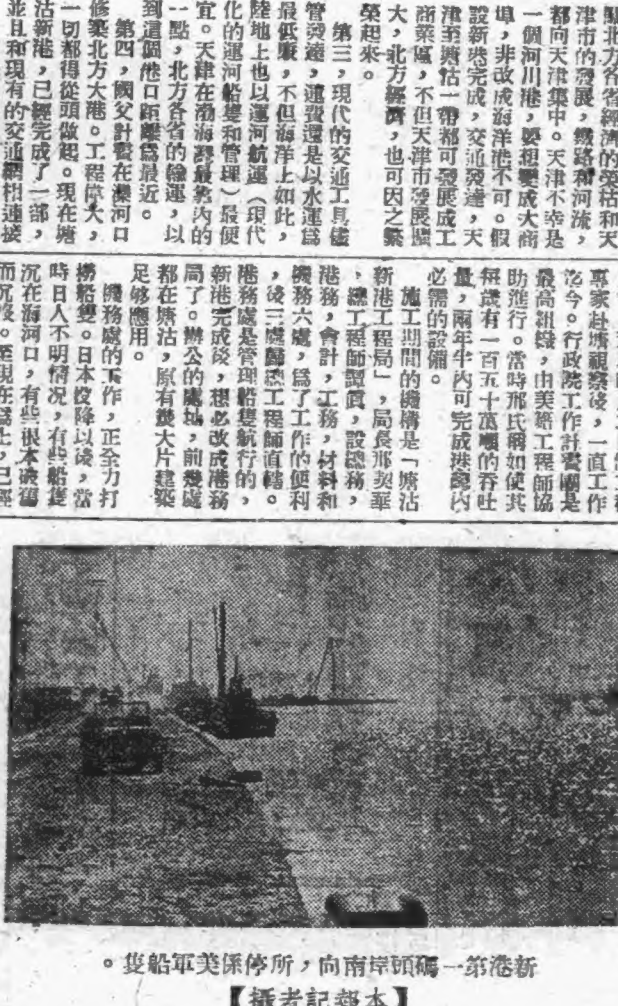 關北方各省經濟的榮枯和天
津市的發展,鐵路和河流,
都向天津集中。天津不幸是
一個河川港,要想變成大商
埠,非改成海洋港不可。假
設新港完成,交通發達,天
津至塘沽一帶都可發展成工
商業區,不但天津市發展壓
大,北方經濟,也可因之繁
榮起來。
第三,現代的交通工具儘
管發達,運費還是以水運爲
最低廉,不但海洋上如此,
陸地上也以運河航運(現代
化的運河船隻和管理)最便
宜。天津在渤海灣最靠內的
一點,北方各省的輸運,以
到這個港口距離爲最近。
第四,國父計畫在灤河口
修築北方大港。工程偉大,
一切都得從頭做起。現在塘
沽新港,已經完成了一部,
並且和現有的交通網相連接
專家赴塘視察後,一直工作
迄今。行政院工作計畫團是
最高組織,由美籍工程師協
助進行。當時邢氏稱如使其
每歲有一百五十萬噸的吞吐
量,兩年半內可完成港內
必需的設備。
施工期間的機構是「塘沽
新港工程局」,局長邢契莘
,總工程師譚眞,設總務,
港務,會計,工務,材料和
機務六處,爲了工作的便利
,後三處歸總工程師直轄。
港務處是管理船隻航行的,
新港完成後,想必改成港務
局了。辦公的處地,前幾處
都在塘沽,原有幾大片建築
足够應用。
機務處的工作,正全力打
撈船隻。日本投降以後,當
時日人不明情况,有些船隻
沉在海河口,有些根本破舊
而沉沒。至現在爲止,已經
新港第一碼頭岸南向,所停係美軍船隻。
【本報記者攝】